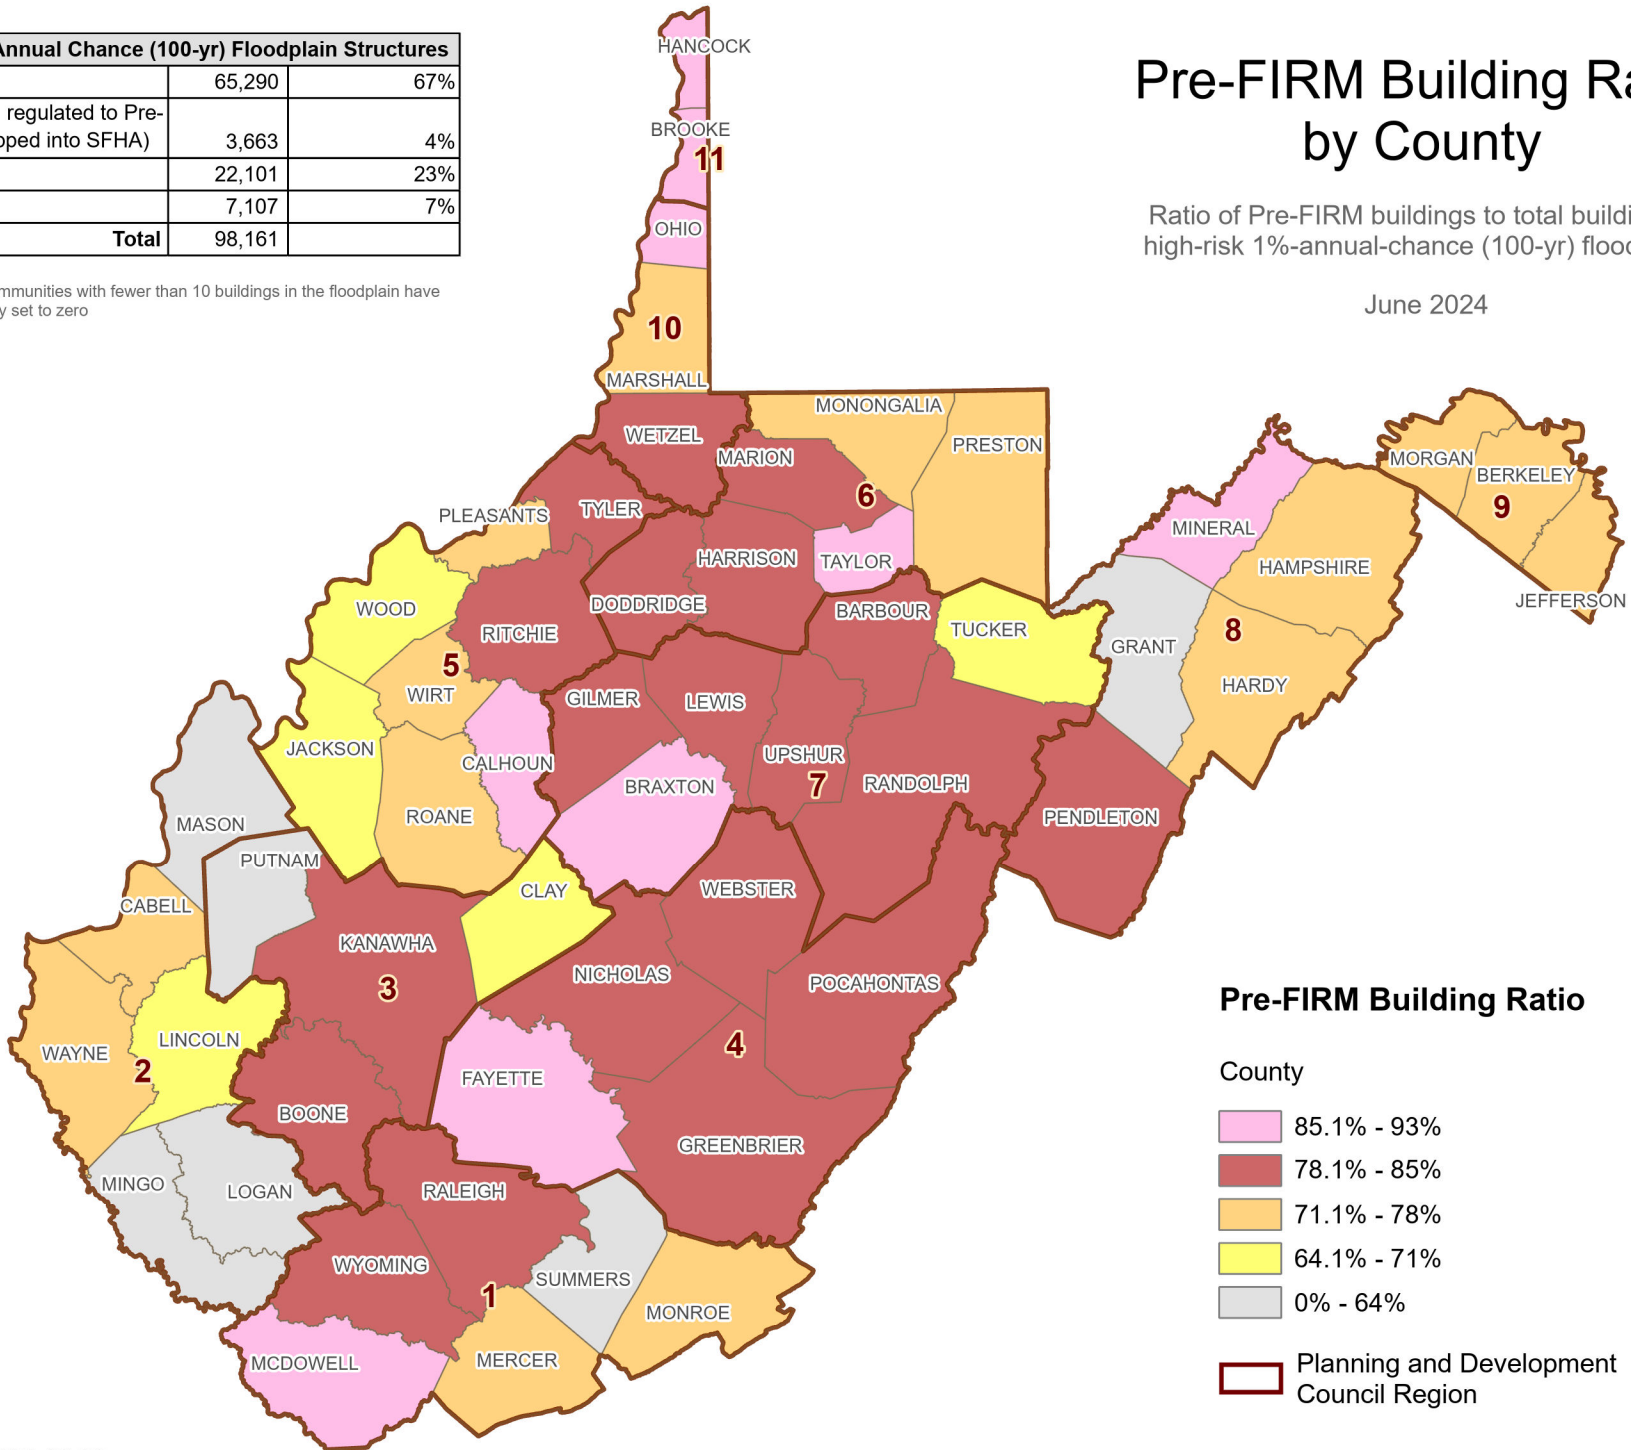 Annual Chance (100-yr) Floodplain Structures
65,290 67%
regulated to Pre-
pped into SFHA) 3,663 4%
22,101 23%
7,107 7%
Total 98,161
mmunities with fewer than 10 buildings in the floodplain have
y set to zero
Pre-FIRM Building Ra
by County
Ratio of Pre-FIRM buildings to total buildi
high-risk 1%-annual-chance (100-yr) flood
June 2024
HANCOCK
BROOKE
11
OHIO
10
MARSHALL
MONONGALIA
WETZEL
PRESTON
MARION
MORGAN
BERKELEY
6
9
TYLER
PLEASANTS
MINERAL
HARRISON
TAYLOR
HAMPSHIRE
JEFFERSON
DODDRIDGE
WOOD
BARBOUR
TUCKER
RITCHIE
8
GRANT
5
WIRT
HARDY
GILMER
LEWIS
JACKSON
UPSHUR
CALHOUN
7
RANDOLPH
BRAXTON
ROANE
PENDLETON
MASON
PUTNAM
CLAY
WEBSTER
CABELL
KANAWHA
3
NICHOLAS
POCAHONTAS
LINCOLN
WAYNE
2
4
FAYETTE
BOONE
GREENBRIER
MINGO
LOGAN
RALEIGH
WYOMING
SUMMERS
1
MONROE
MCDOWELL
MERCER
Pre-FIRM Building Ratio
County
85.1% - 93%
78.1% - 85%
71.1% - 78%
64.1% - 71%
0% - 64%
Planning and Development
Council Region